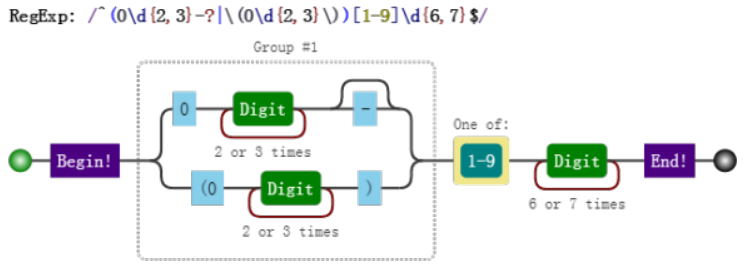 RegExp: /^(0\d{2,3}-?|\(0\d{2,3}\))[1-9]\d{6,7}$/
Group #1
0 Digit -
One of:
2 or 3 times
Begin! 1-9 Digit End!
(0 Digit )
6 or 7 times
2 or 3 times